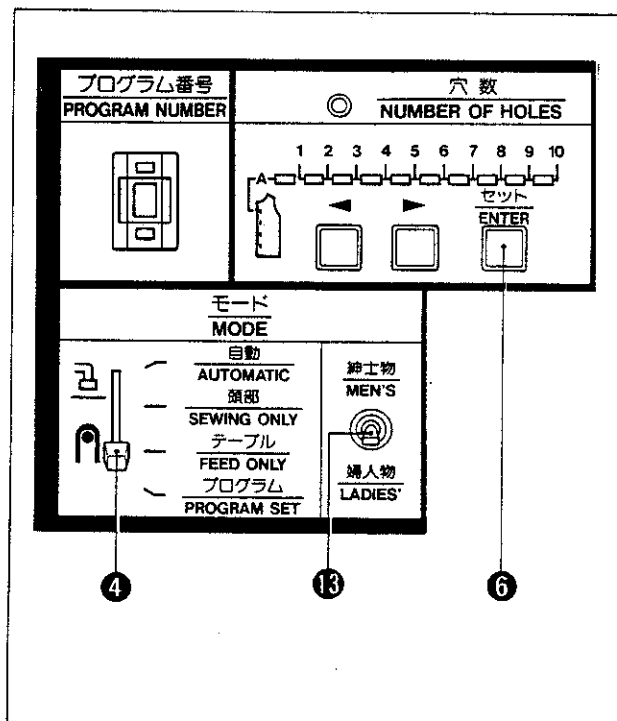 プログラム番号
PROGRAM NUMBER
穴 数
NUMBER OF HOLES
1 2 3 4 5 6 7 8 9 10
A
セット
ENTER
モード
MODE
自動
AUTOMATIC
頭部
SEWING ONLY
テーブル
FEED ONLY
プログラム
PROGRAM SET
紳士物
MEN'S
婦人物
LADIES'
4
13
6